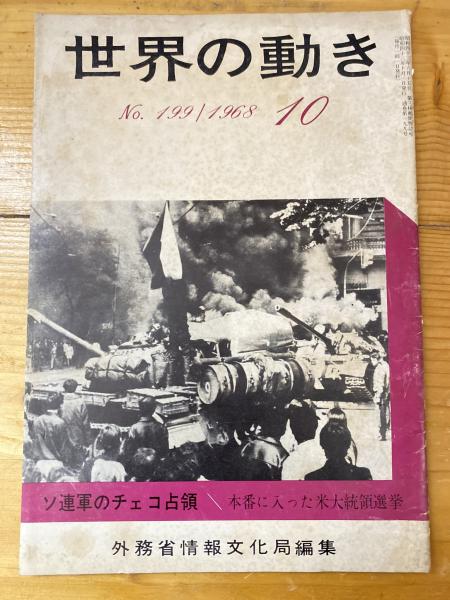 世界の動き
No. 199/1968 10
ソ連軍のチェコ占領 \ 本番に入った米大統領選挙
外務省情報文化局編集